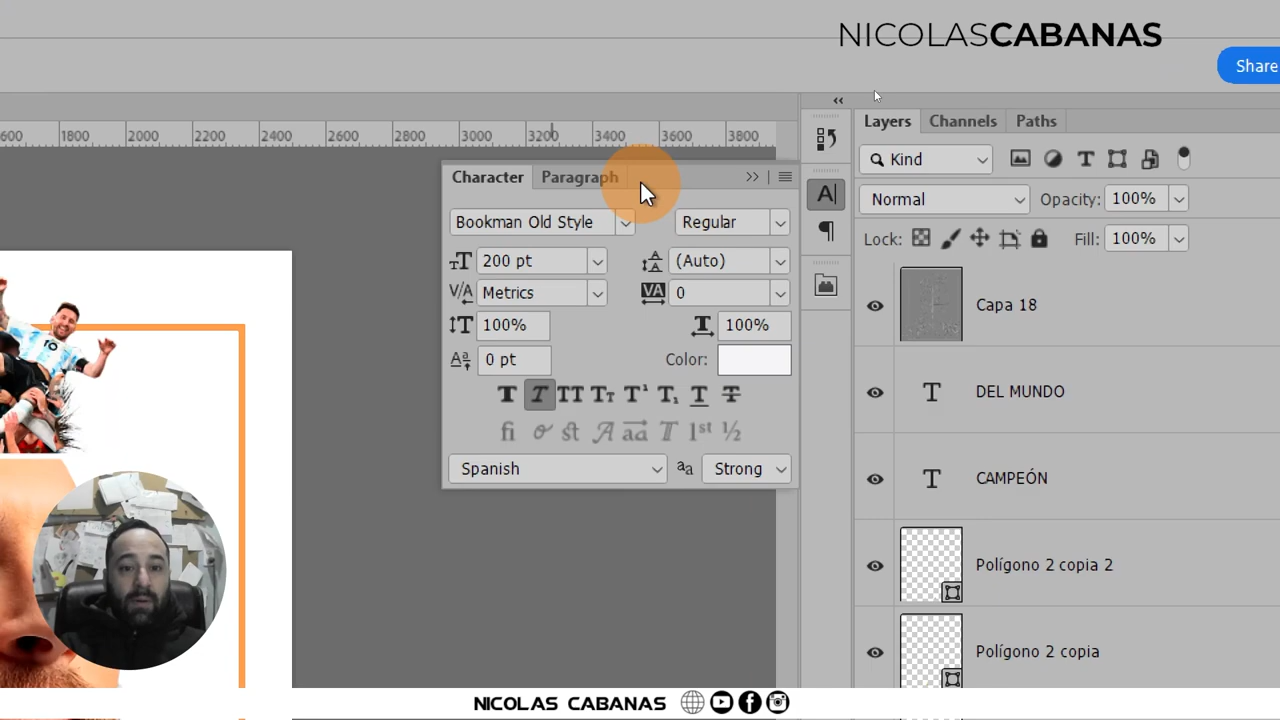 NICOLASCABANAS
Share
600 1800 2000 2200 2400 2600 2800 3000 3200 3400 3600 3800
Layers Channels Paths
Kind
Normal Opacity: 100%
Lock: Fill: 100%
Capa 18
DEL MUNDO
CAMPEÓN
Polígono 2 copia 2
Polígono 2 copia
Character Paragraph
Bookman Old Style Regular
200 pt (Auto)
Metrics 0
100% 100%
0 pt Color:
Spanish Strong
10
NICOLAS CABANAS